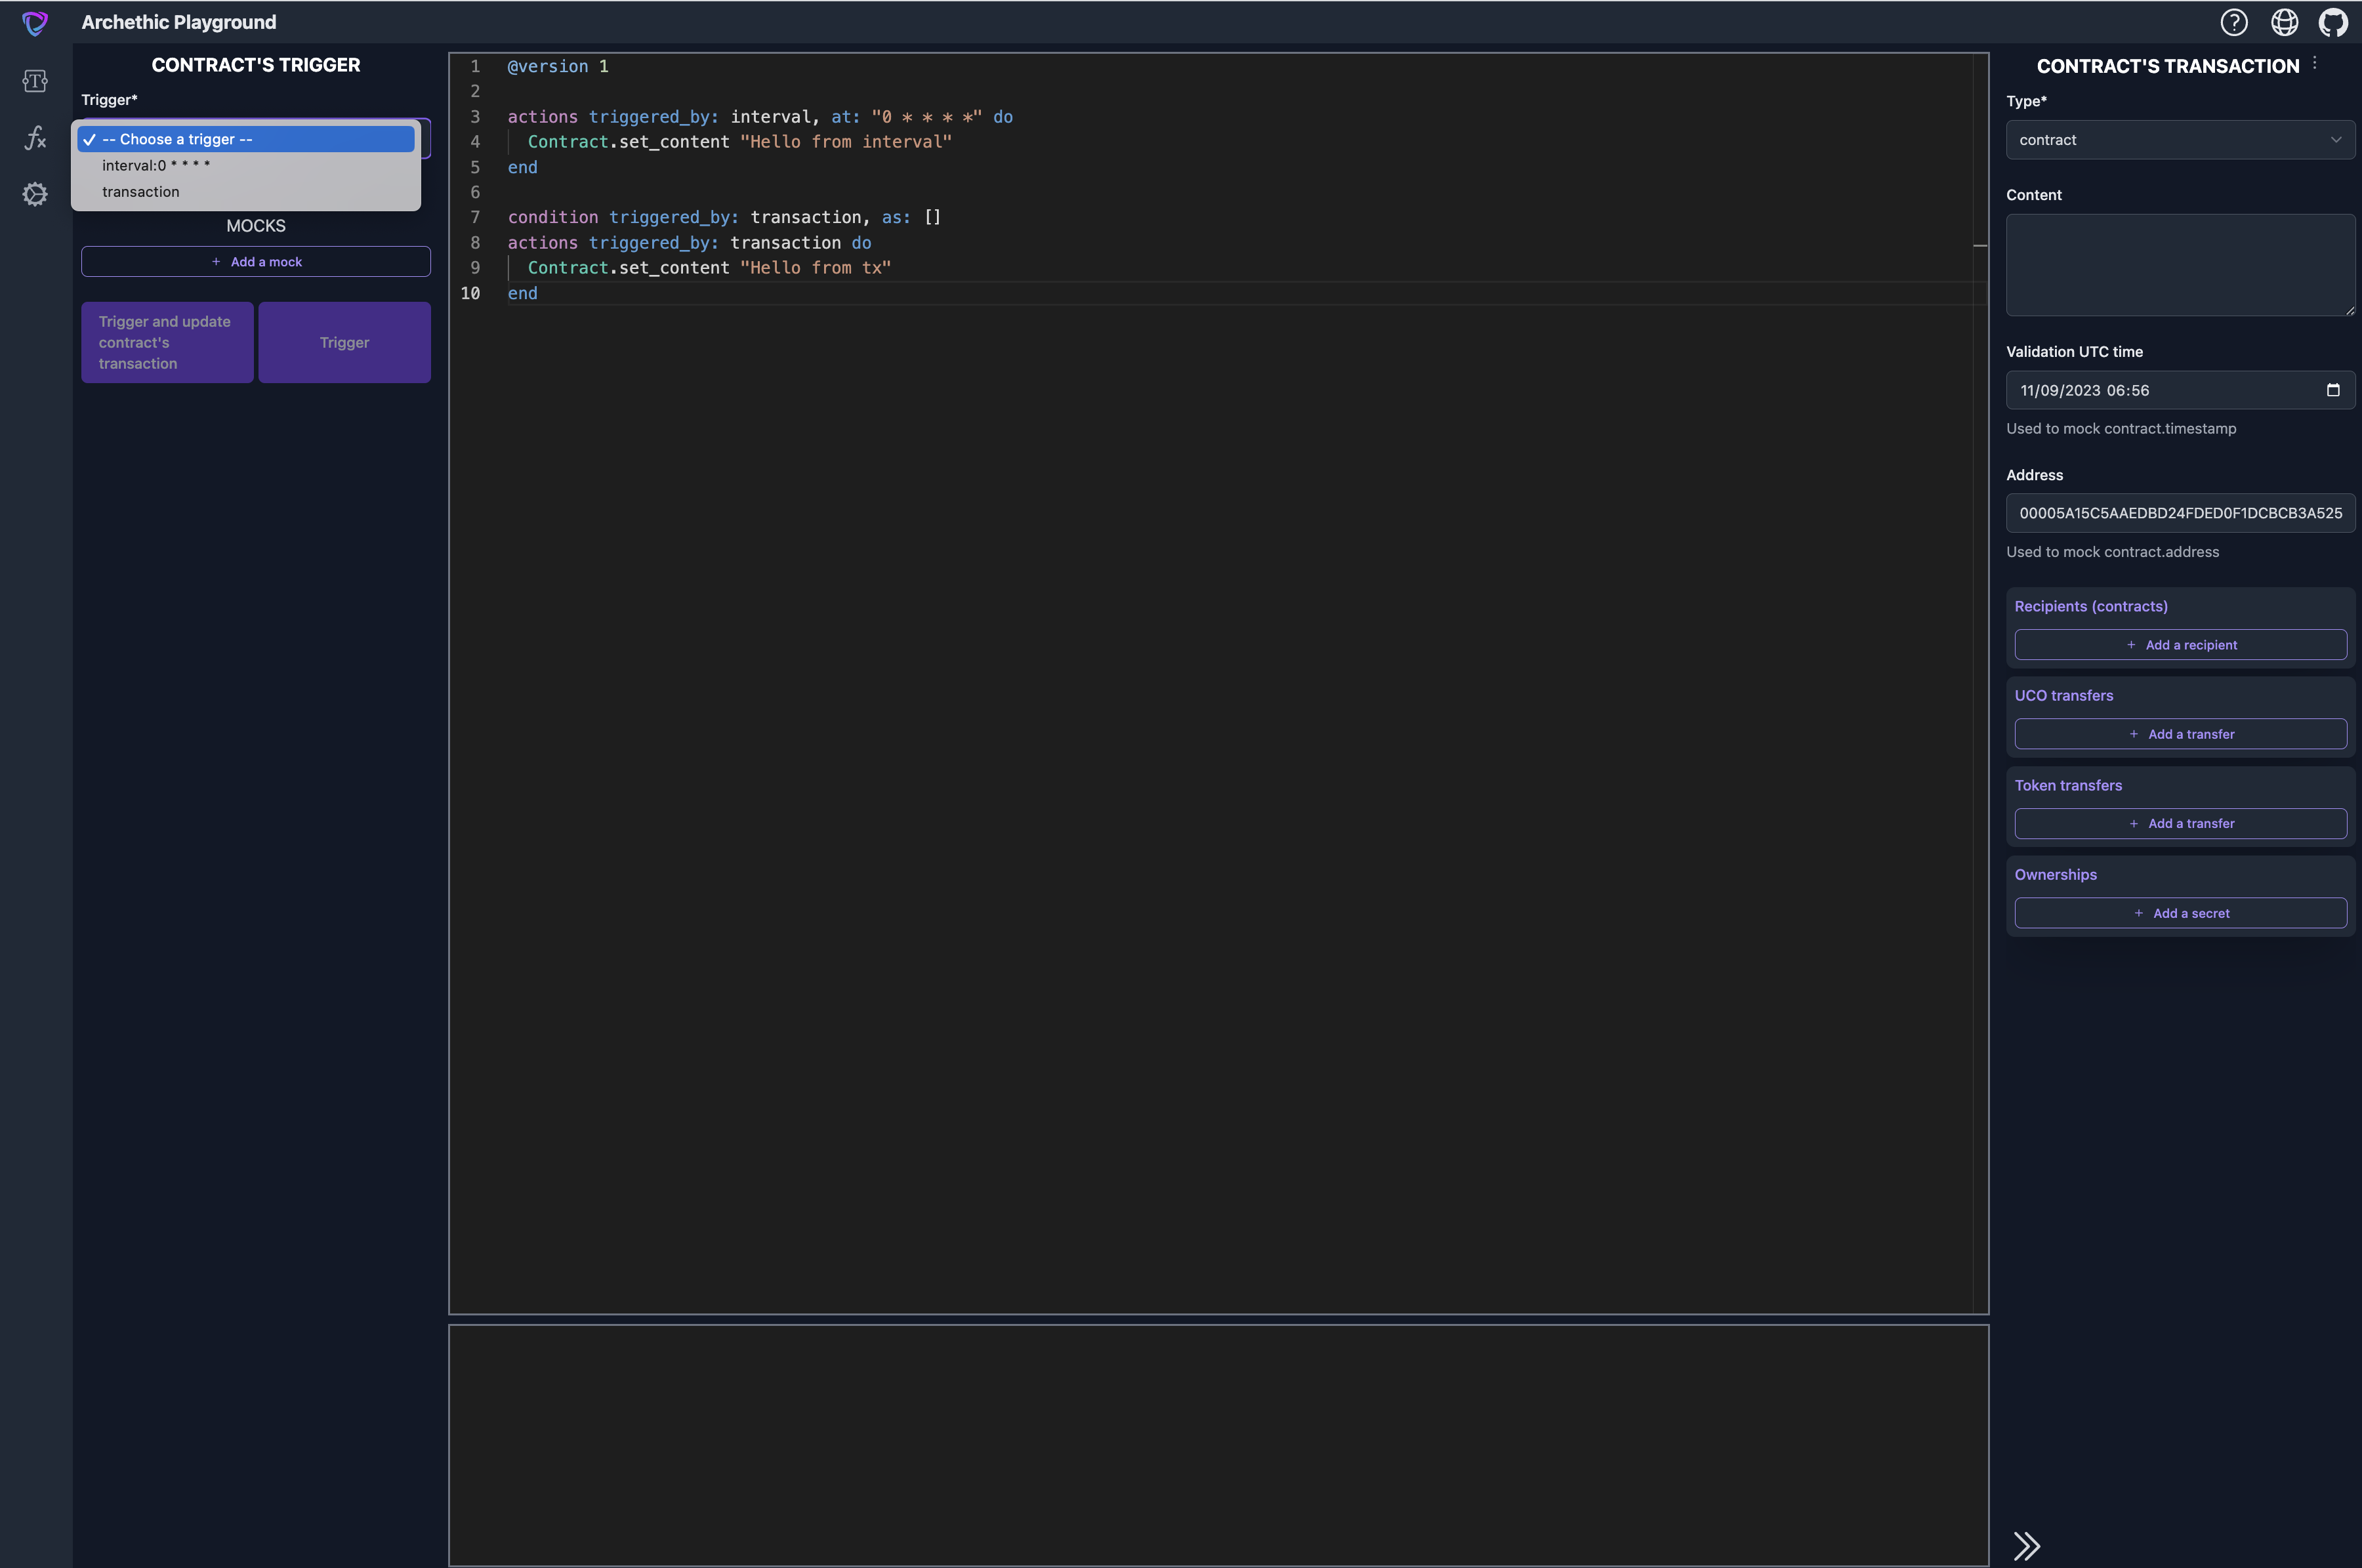 Archethic Playground
CONTRACT'S TRIGGER
Trigger*
-- Choose a trigger --
interval:0 * * * *
transaction
MOCKS
+ Add a mock
Trigger and update
contract's
transaction
Trigger
1 @version 1
2
3 actions triggered_by: interval, at: "0 * * * *" do
4 Contract.set_content "Hello from interval"
5 end
6
7 condition triggered_by: transaction, as: []
8 actions triggered_by: transaction do
9 Contract.set_content "Hello from tx"
10 end
CONTRACT'S TRANSACTION
Type*
contract
Content
Validation UTC time
11/09/2023 06:56
Used to mock contract.timestamp
Address
00005A15C5AAEDBD24FDED0F1DCBCB3A525
Used to mock contract.address
Recipients (contracts)
+ Add a recipient
UCO transfers
+ Add a transfer
Token transfers
+ Add a transfer
Ownerships
+ Add a secret